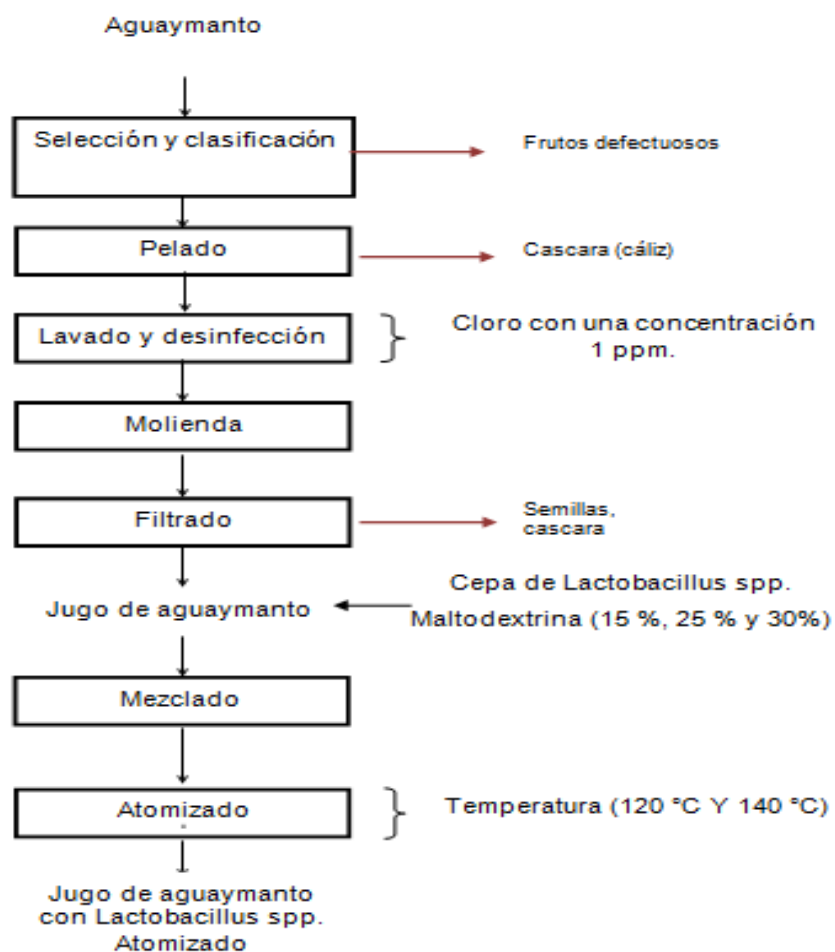 Aguaymanto
Selección y clasificación
Frutos defectuosos
Pelado
Cascara (cáliz)
Lavado y desinfección
Cloro con una concentración
1 ppm.
Molienda
Filtrado
Semillas,
cascara
Cepa de Lactobacillus spp.
Jugo de aguaymanto
Maltodextrina (15 %, 25 % y 30%)
Mezclado
Atomizado
Temperatura (120 °C Y 140 °C)
Jugo de aguaymanto
con Lactobacillus spp.
Atomizado